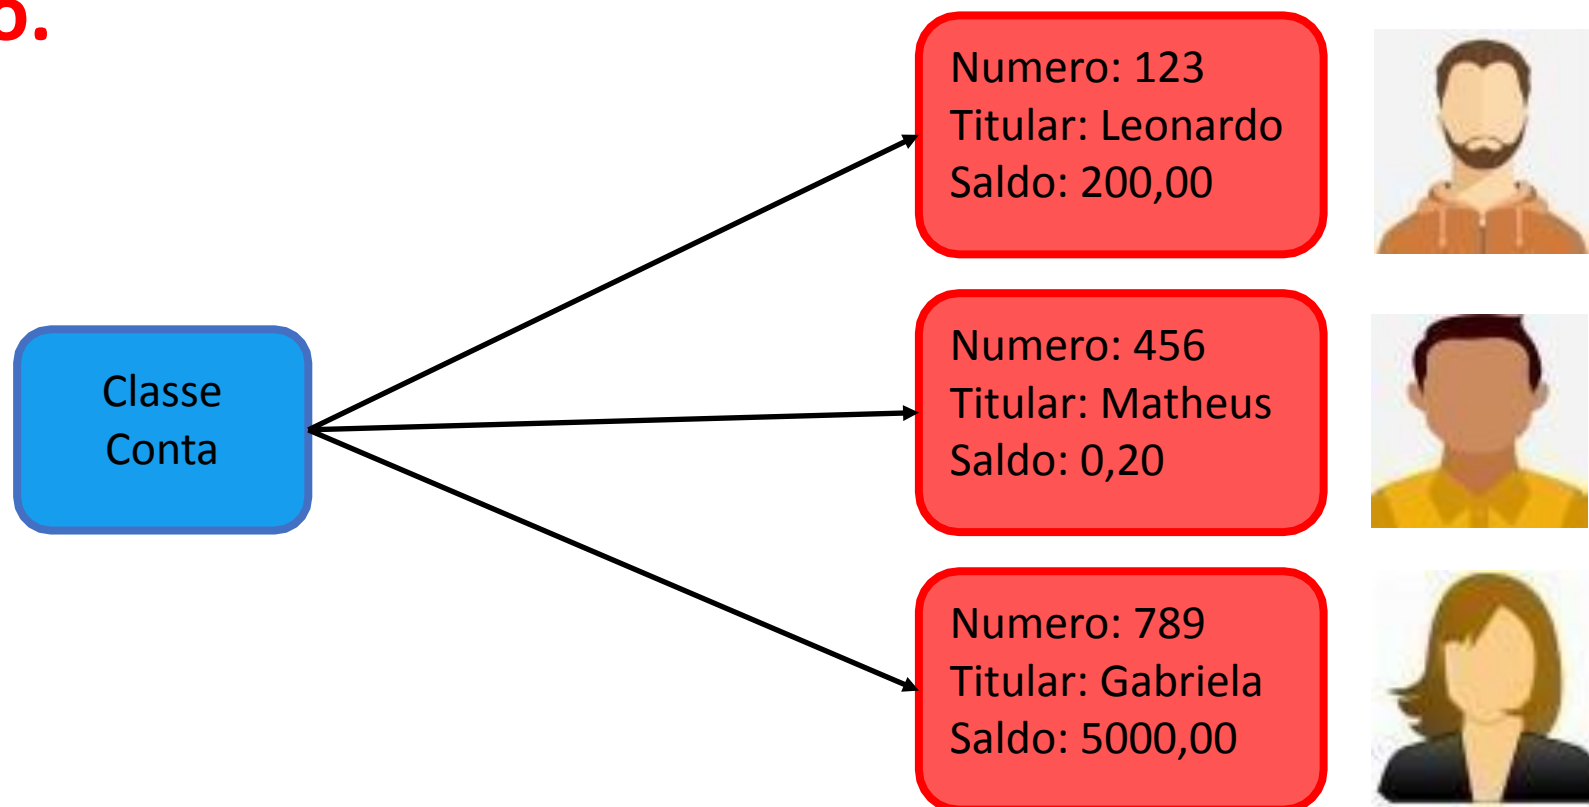 Numero: 123
Titular: Leonardo
Saldo: 200,00
Classe
Conta
Numero: 456
Titular: Matheus
Saldo: 0,20
Numero: 789
Titular: Gabriela
Saldo: 5000,00